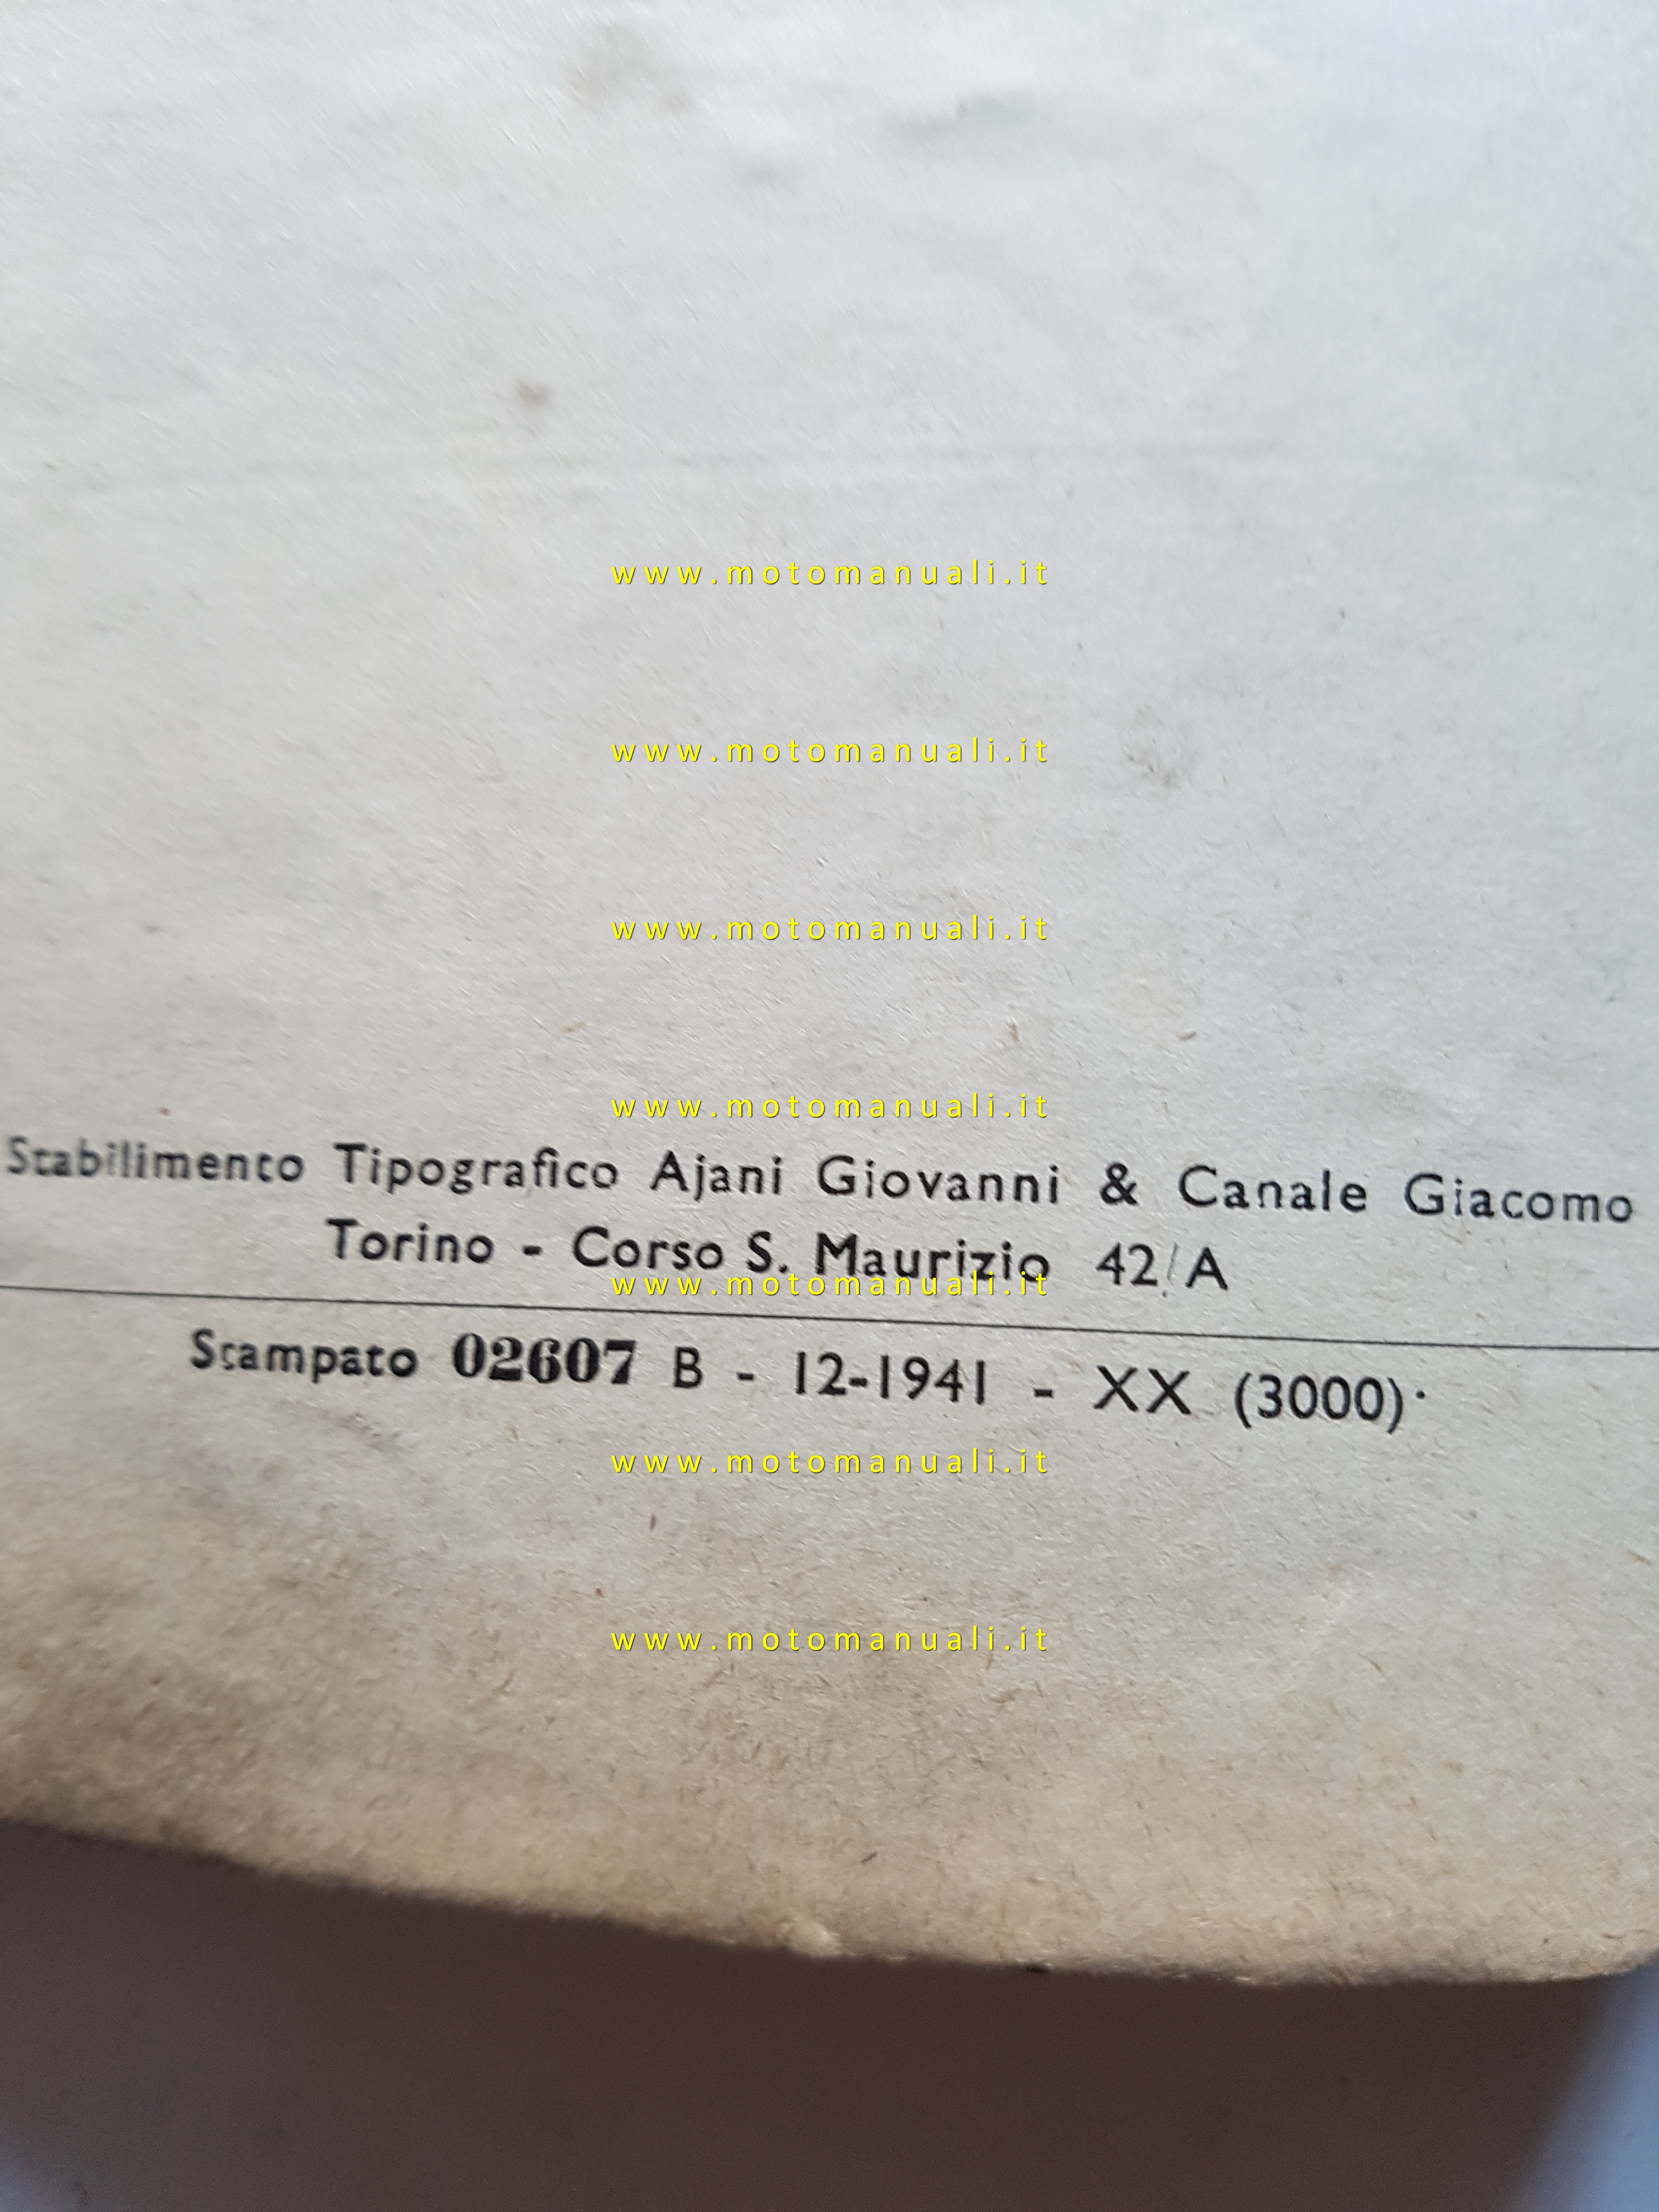 www.motomanuali.it
www.motomanuali.it
www.motomanuali.it
www.motomanuali.it
Stabilimento Tipografico Ajani Giovanni & Canale Giacomo
Torino - Corso S. Maurizio 42/A
www.motomanuali.it
Stampato 02607 B - 12-1941 - XX (3000)·
www.motomanuali.it
www.motomanuali.it